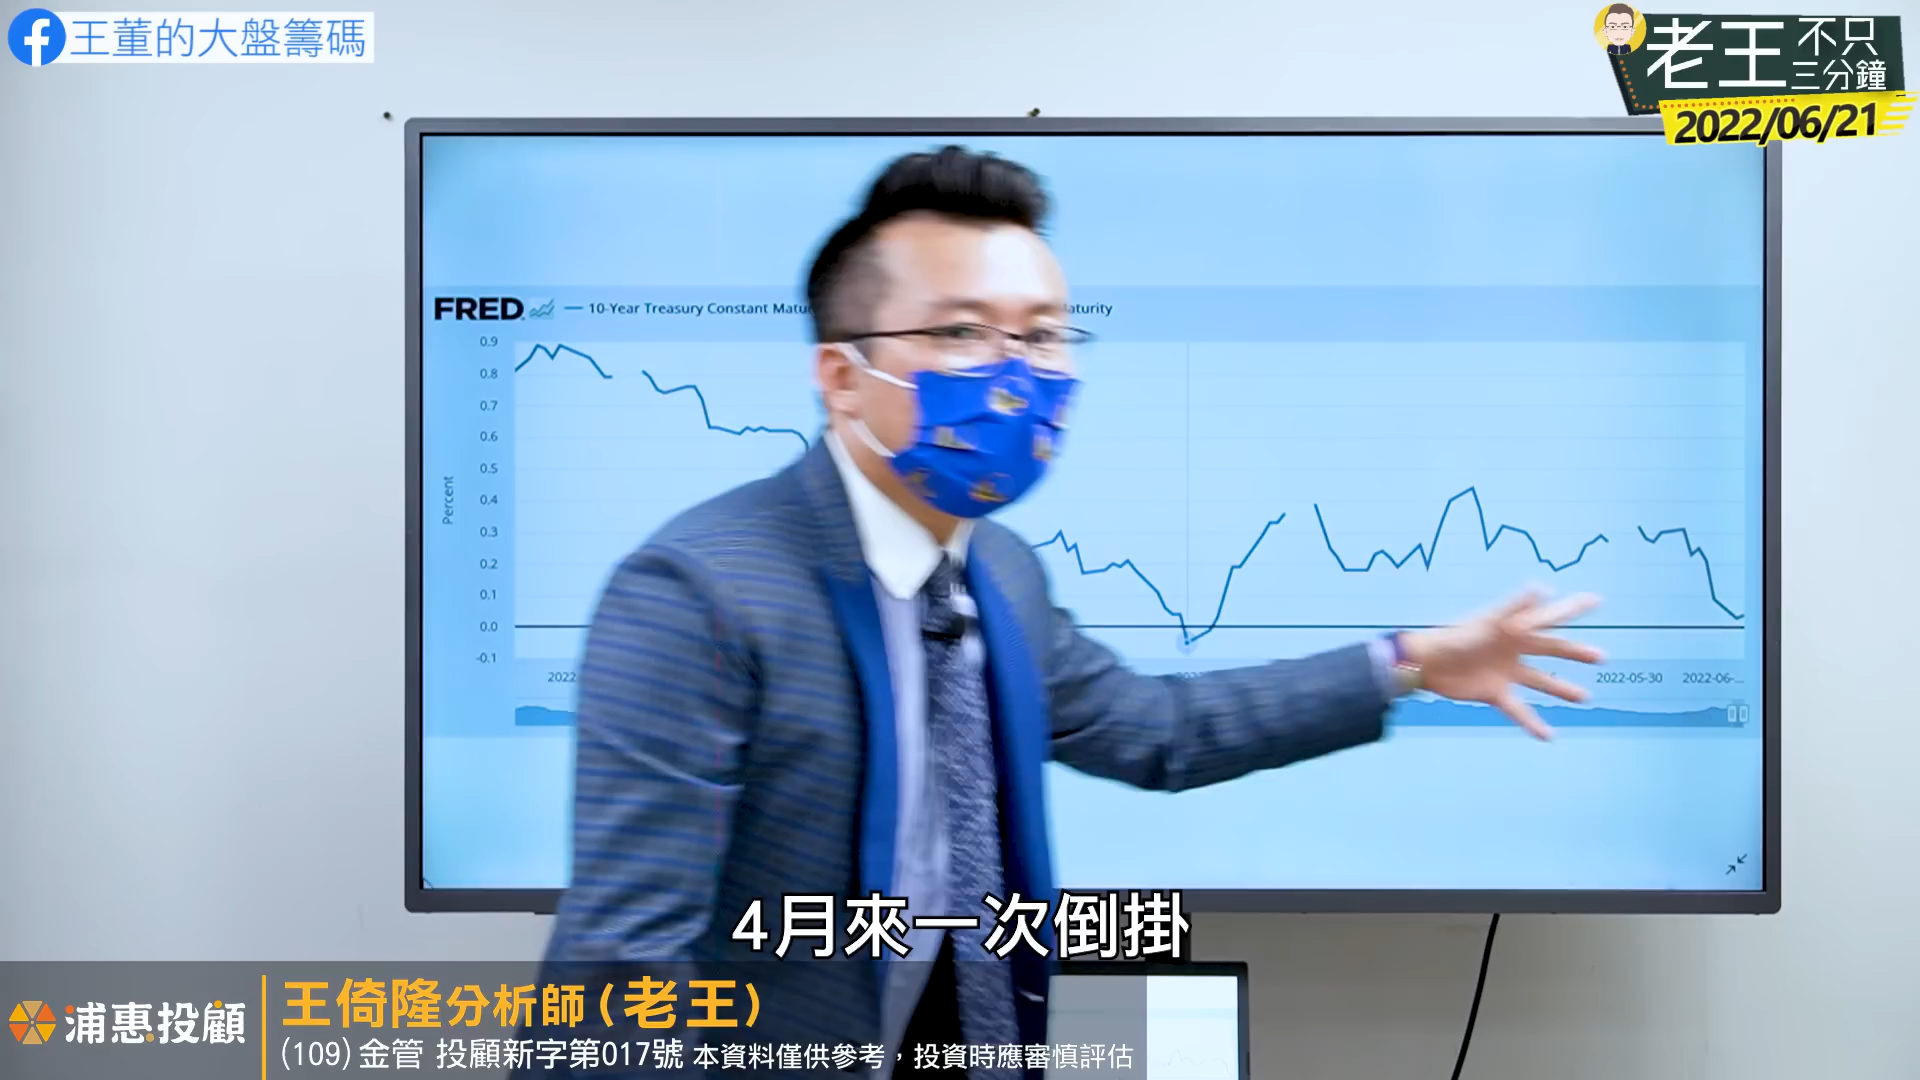 王董的大盤籌碼
老王不只三分鐘
2022/06/21
FRED — 10-Year Treasury Constant aturity
0.9
0.8
0.7
0.6
0.5
0.4
0.3
0.2
0.1
0.0
-0.1
Percent
2022
2022-05-30
2022-06-...
4月來一次倒掛
浦惠投顧
王倚隆分析師(老王)
(109)金管 投顧新字第017號 本資料僅供參考，投資時應審慎評估